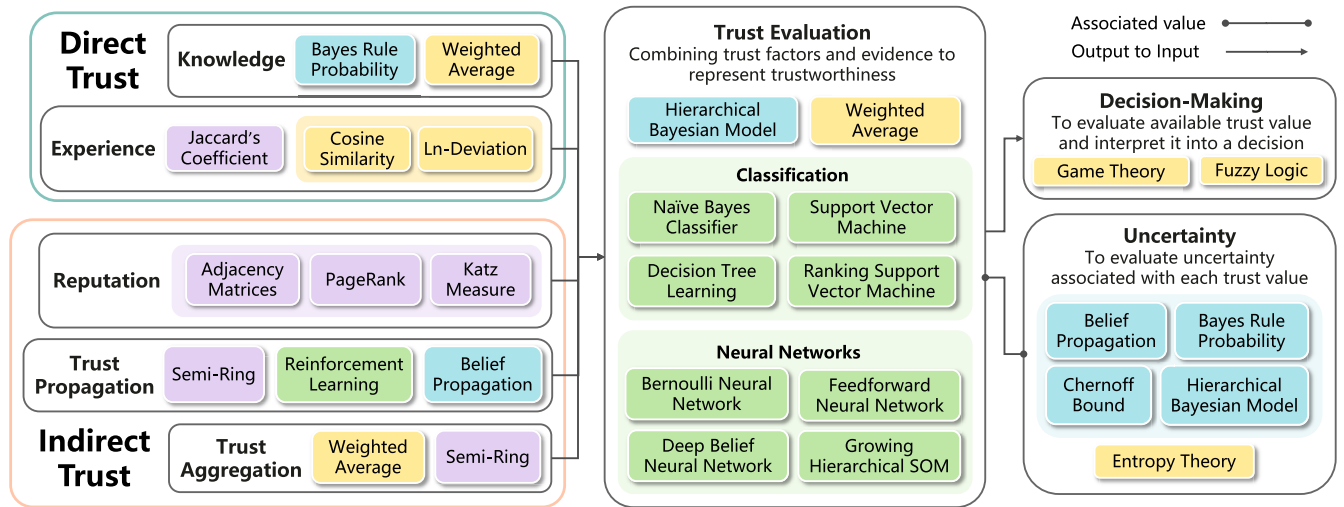 Direct
Trust
Knowledge
Bayes Rule
Probability
Weighted
Average
Experience
Jaccard's
Coefficient
Cosine
Similarity
Ln-Deviation
Reputation
Adjacency
Matrices
PageRank
Katz
Measure
Trust
Propagation
Semi-Ring
Reinforcement
Learning
Belief
Propagation
Indirect
Trust
Trust
Aggregation
Weighted
Average
Semi-Ring
Trust Evaluation
Combining trust factors and evidence to
represent trustworthiness
Hierarchical
Bayesian Model
Weighted
Average
Classification
Naïve Bayes
Classifier
Support Vector
Machine
Decision Tree
Learning
Ranking Support
Vector Machine
Neural Networks
Bernoulli Neural
Network
Feedforward
Neural Network
Deep Belief
Neural Network
Growing
Hierarchical SOM
Associated value
Output to Input
Decision-Making
To evaluate available trust value
and interpret it into a decision
Game Theory
Fuzzy Logic
Uncertainty
To evaluate uncertainty
associated with each trust value
Belief
Propagation
Bayes Rule
Probability
Chernoff
Bound
Hierarchical
Bayesian Model
Entropy Theory